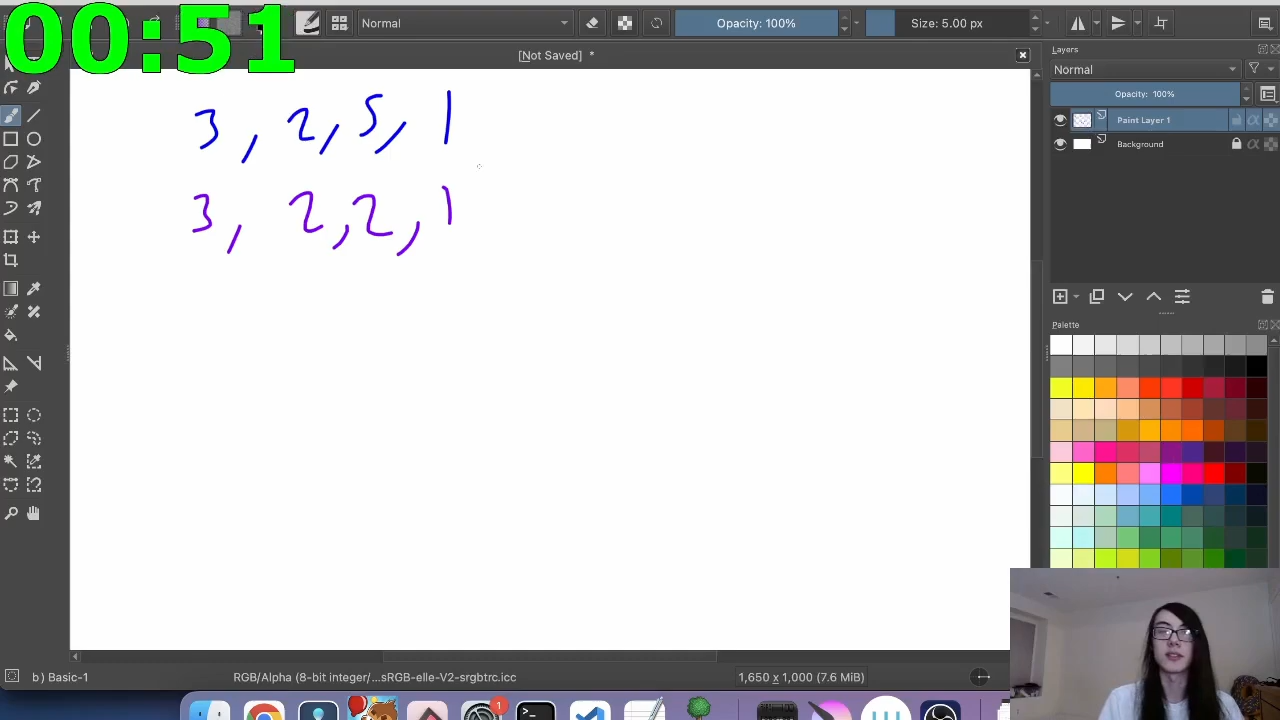 00:51
Normal
Opacity: 100%
Size: 5.00 px
[Not Saved] *
3, 2, 5, 1
3, 2, 2, 1
Layers
Normal
Opacity: 100%
Paint Layer 1
Background
Palette
b) Basic-1
RGB/Alpha (8-bit integer/...sRGB-elle-V2-srgbtrc.icc
1,650 x 1,000 (7.6 MiB)
1